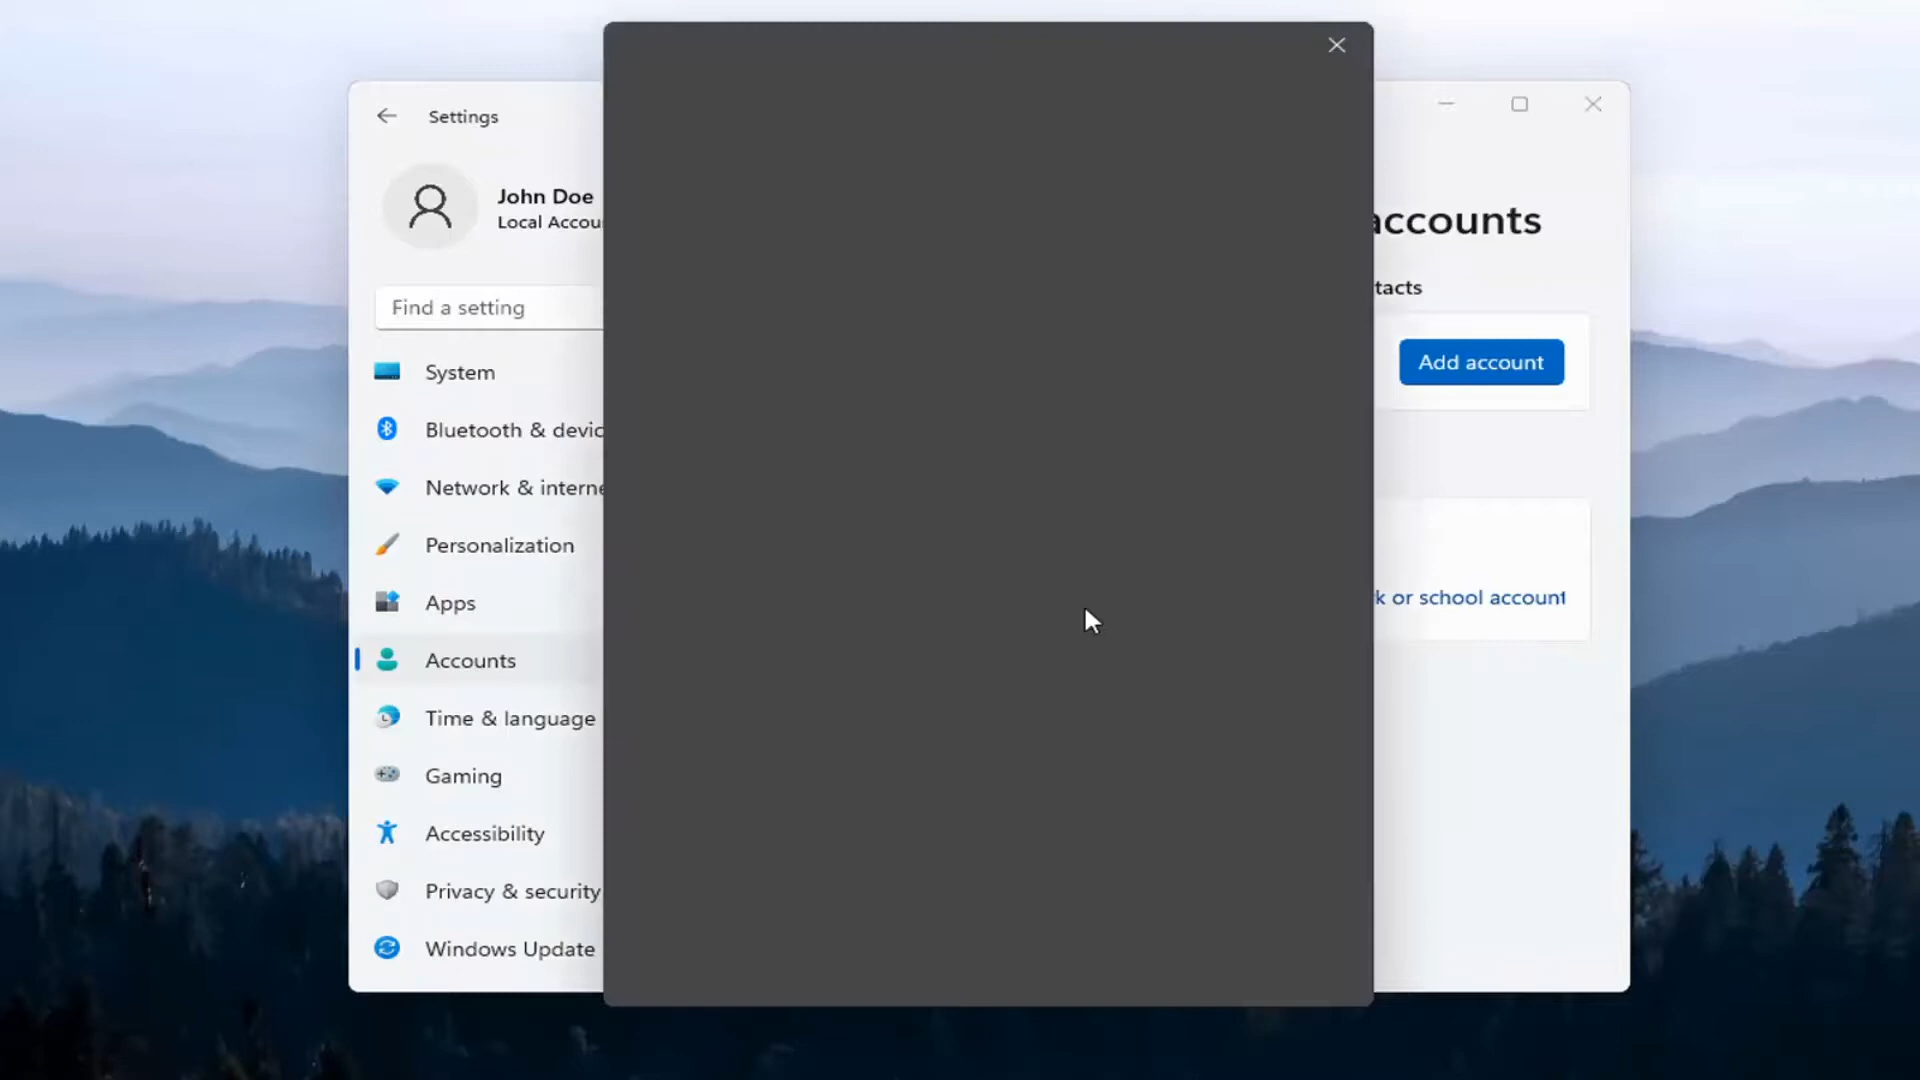 Settings
John Doe
Local Accou
accounts
Find a setting
tacts
Add account
System
Bluetooth & devic
Network & interne
Personalization
Apps
k or school account
Accounts
Time & language
Gaming
Accessibility
Privacy & security
Windows Update